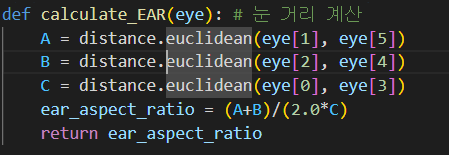 def calculate_EAR(eye): # 눈 거리 계산
    A = distance.euclidean(eye[1], eye[5])
    B = distance.euclidean(eye[2], eye[4])
    C = distance.euclidean(eye[0], eye[3])
    ear_aspect_ratio = (A+B)/(2.0*C)
    return ear_aspect_ratio